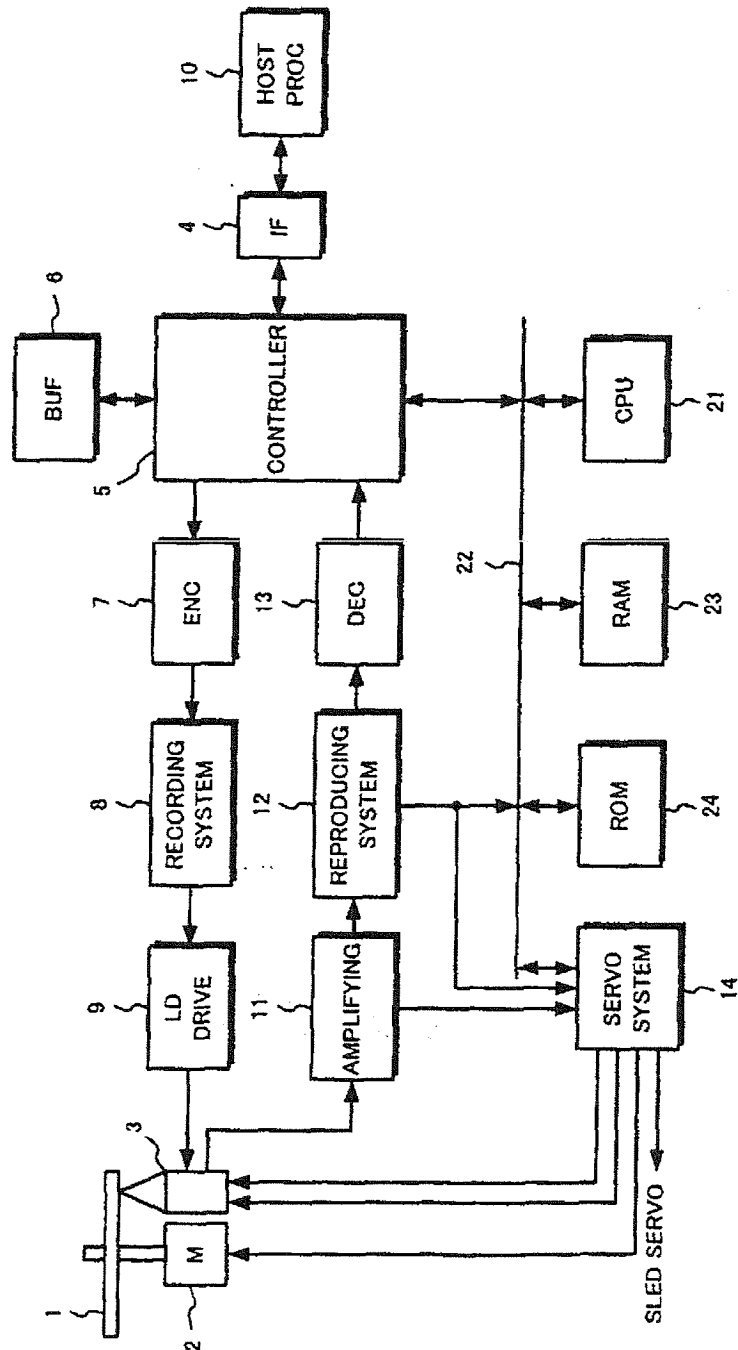 1
2
M
3
9
LD
DRIVE
8
RECORDING
SYSTEM
7
ENC
5
CONTROLLER
6
BUF
4
IF
10
HOST
PROC
11
AMPLIFYING
12
REPRODUCING
SYSTEM
13
DEC
22
SLED SERVO
SERVO
SYSTEM
14
ROM
24
RAM
23
CPU
21